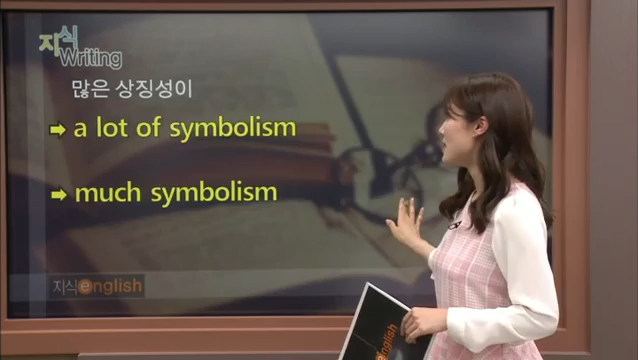 지식
Writing
많은 상징성이
➡ a lot of symbolism
➡ much symbolism
지식english
english